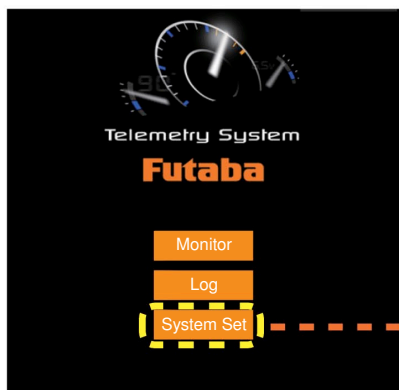 Telemetry System
Futaba
Monitor
Log
System Set